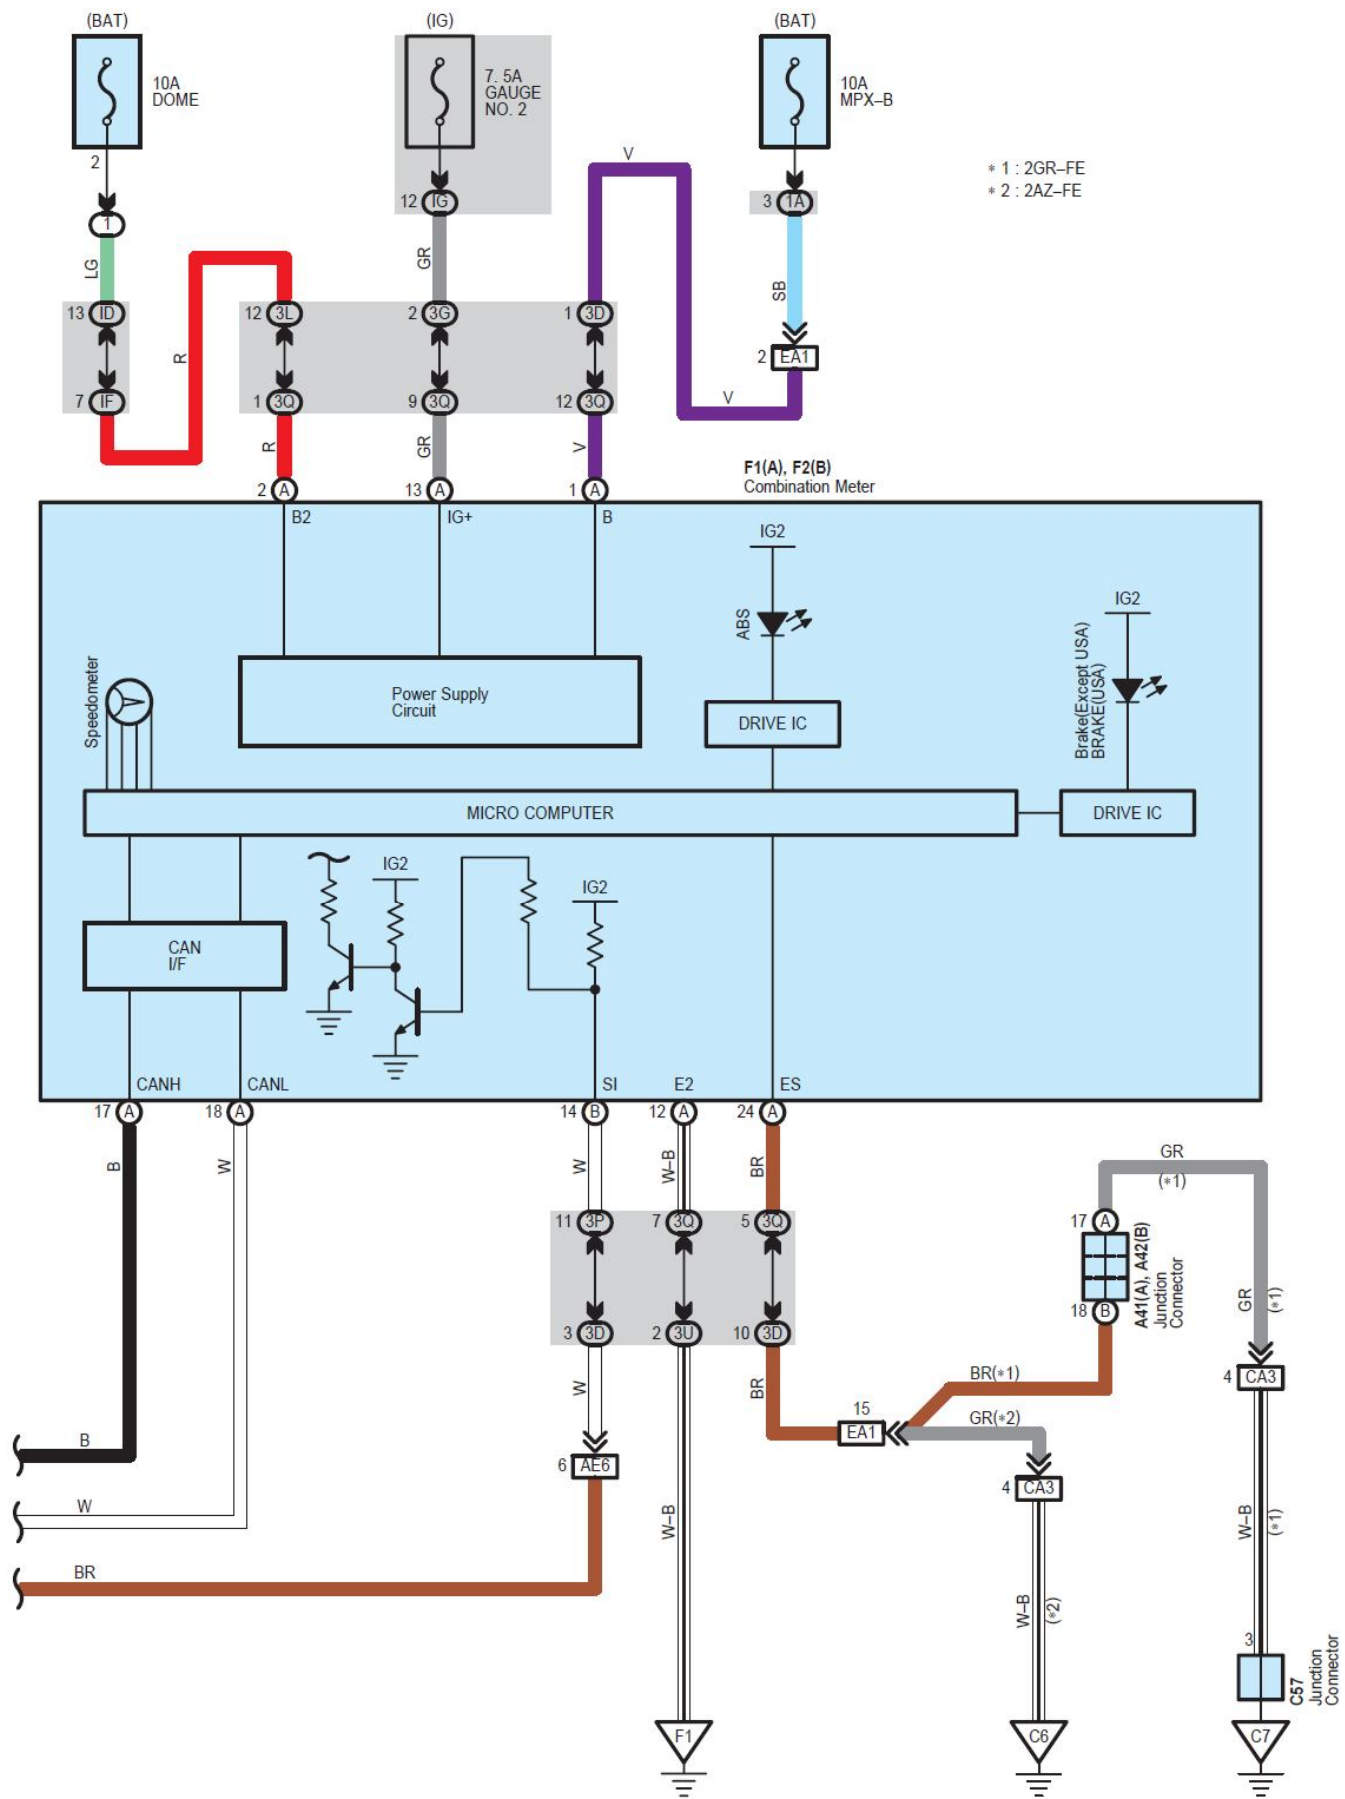 (BAT)
(IG)
(BAT)
10A
DOME
7. 5A
GAUGE
NO. 2
10A
MPX–B
∗ 1 : 2GR–FE
∗ 2 : 2AZ–FE
2
1
12 IG
3 1A
V
LG
GR
SB
13 ID
12 3L
2 3G
1 3D
R
2 EA1
7 IF
1 3Q
9 3Q
12 3Q
V
R
GR
V
F1(A), F2(B)
Combination Meter
2 A
13 A
1 A
B2
IG+
B
IG2
ABS
IG2
Brake(Except USA)
BRAKE(USA)
Speedometer
Power Supply
Circuit
DRIVE IC
MICRO COMPUTER
DRIVE IC
IG2
IG2
CAN
I/F
CANH
CANL
SI
E2
ES
17 A
18 A
14 B
12 A
24 A
B
W
W
W–B
BR
GR
(∗1)
11 3P
7 3Q
5 3Q
17 A
A41(A), A42(B)
Junction
Connector
3 3D
2 3U
10 3D
18 B
GR
(∗1)
W
BR
BR(∗1)
4 CA3
15
EA1
GR(∗2)
B
6 AE6
4 CA3
W
W–B
W–B
(∗1)
BR
W–B
(∗2)
3
C57
Junction
Connector
F1
C6
C7